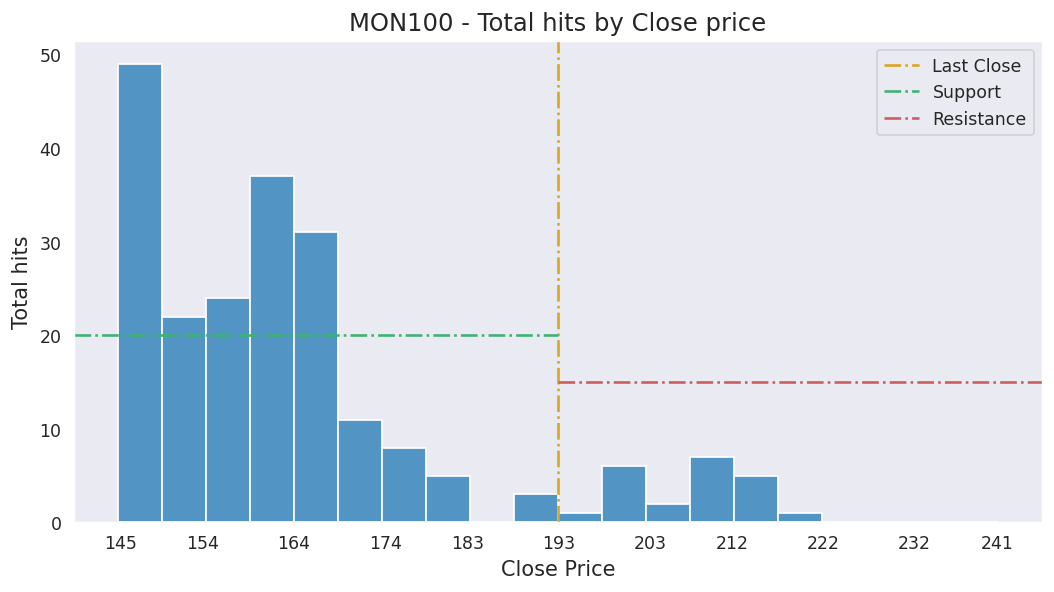 MON100 - Total hits by Close price
50
40
30
20
10
0
Total hits
Last Close
Support
Resistance
145 154 164 174 183 193 203 212 222 232 241
Close Price